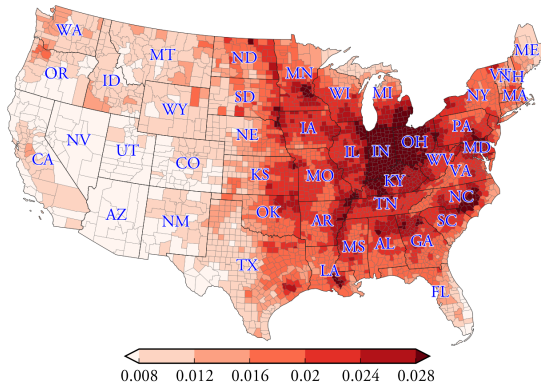 WA
MT
ND
MN
ME
OR
ID
WI
MI
VT
NH
WY
SD
NY
MA
NV
UT
NE
IA
PA
CA
CO
IL
IN
OH
MD
WV
KS
MO
KY
VA
AZ
NM
OK
AR
TN
NC
SC
TX
MS
AL
GA
LA
FL
0.008 0.012 0.016 0.02 0.024 0.028